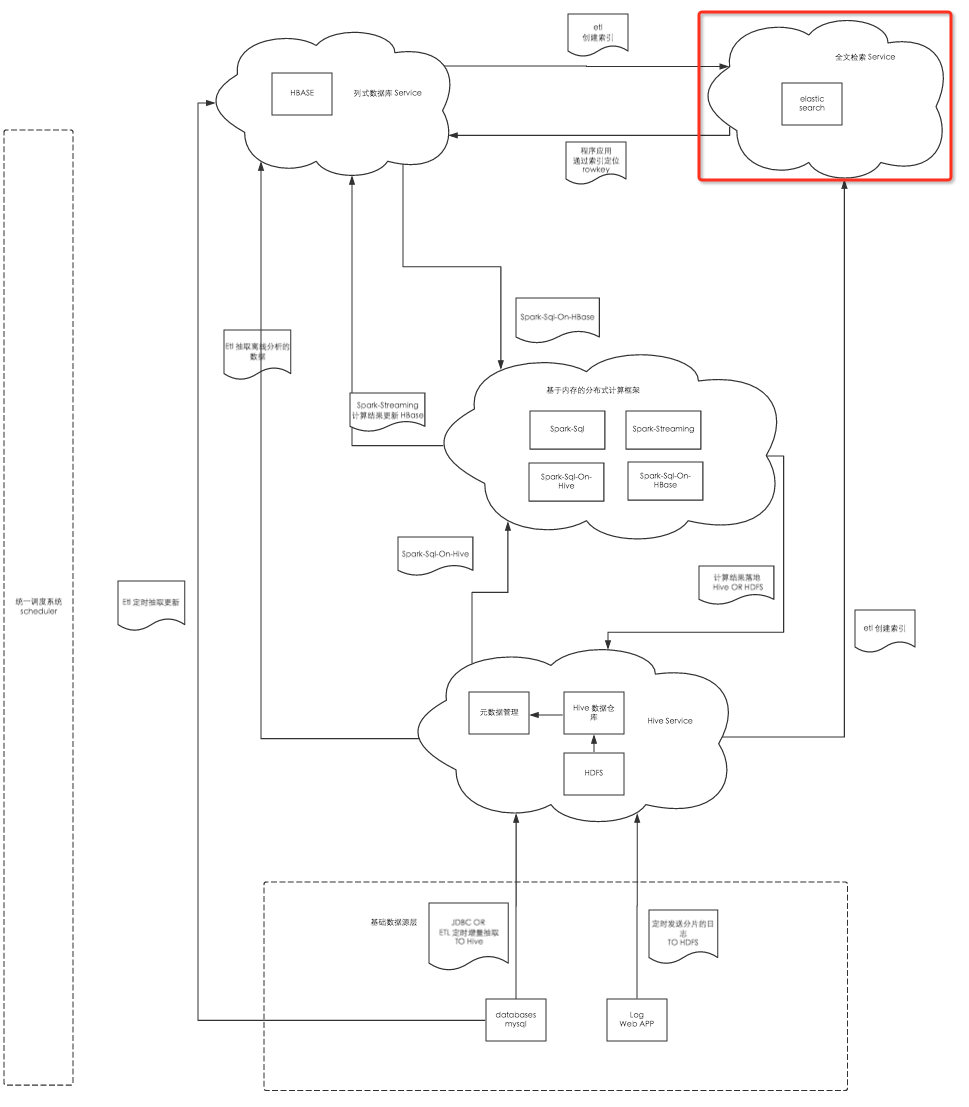 etl
创建索引
全文检索 Service
elastic
search
HBASE
列式数据库 Service
程序应用
通过索引定位
rowkey
Spark-Sql-On-HBase
Etl 抽取离线分析的
数据
基于内存的分布式计算框架
Spark-Streaming
计算结果更新 HBase
Spark-Sql
Spark-Streaming
Spark-Sql-On-
Hive
Spark-Sql-On-
HBase
Spark-Sql-On-Hive
计算结果落地
Hive OR HDFS
统一调度系统
scheduler
Etl 定时抽取更新
etl 创建索引
元数据管理
Hive 数据仓
库
Hive Service
HDFS
基础数据源层
JDBC OR
ETL 定时增量抽取
TO Hive
定时发送分片的日
志
TO HDFS
databases
mysql
Log
Web APP